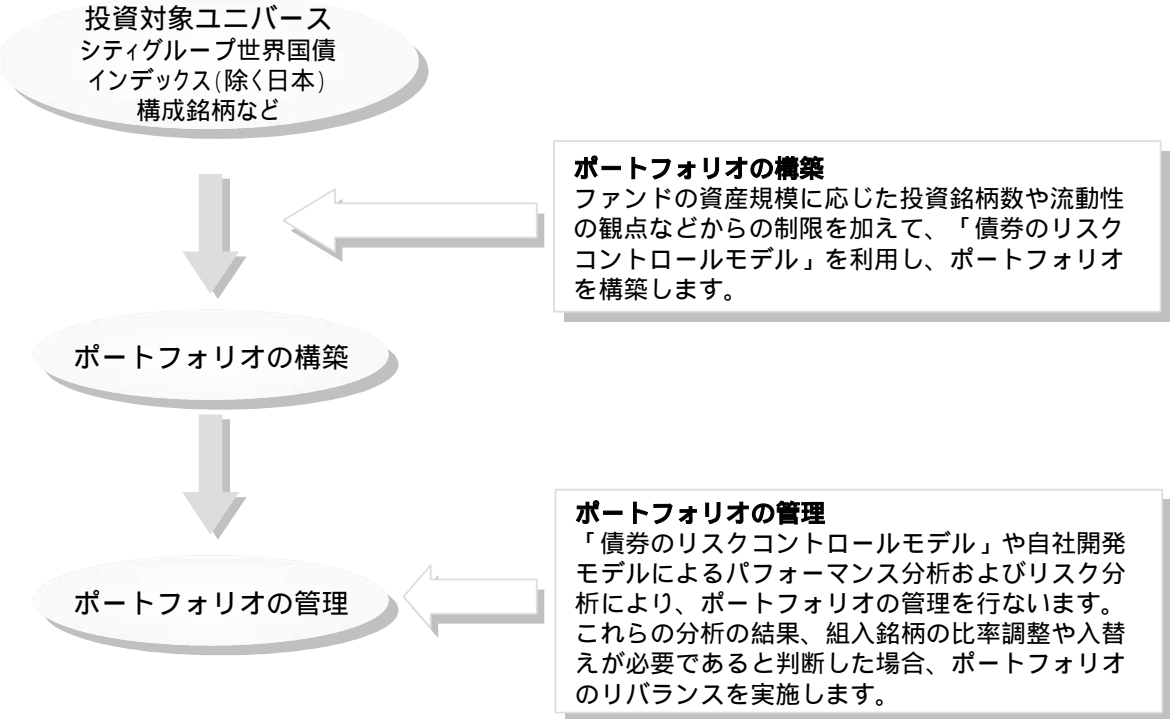 投資対象ユニバース
シティグループ世界国債
インデックス(除く日本)
構成銘柄など
ポートフォリオの構築
ファンドの資産規模に応じた投資銘柄数や流動性
の観点などからの制限を加えて、「債券のリスク
コントロールモデル」を利用し、ポートフォリオ
を構築します。
ポートフォリオの構築
ポートフォリオの管理
「債券のリスクコントロールモデル」や自社開発
モデルによるパフォーマンス分析およびリスク分
析により、ポートフォリオの管理を行ないます。
これらの分析の結果、組入銘柄の比率調整や入替
えが必要であると判断した場合、ポートフォリオ
のリバランスを実施します。
ポートフォリオの管理